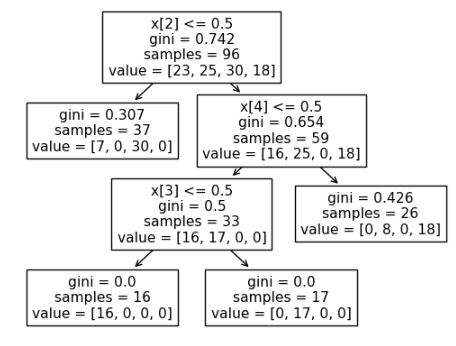 x[2] <= 0.5
gini = 0.742
samples = 96
value = [23, 25, 30, 18]
gini = 0.307
samples = 37
value = [7, 0, 30, 0]
x[4] <= 0.5
gini = 0.654
samples = 59
value = [16, 25, 0, 18]
x[3] <= 0.5
gini = 0.5
samples = 33
value = [16, 17, 0, 0]
gini = 0.426
samples = 26
value = [0, 8, 0, 18]
gini = 0.0
samples = 16
value = [16, 0, 0, 0]
gini = 0.0
samples = 17
value = [0, 17, 0, 0]